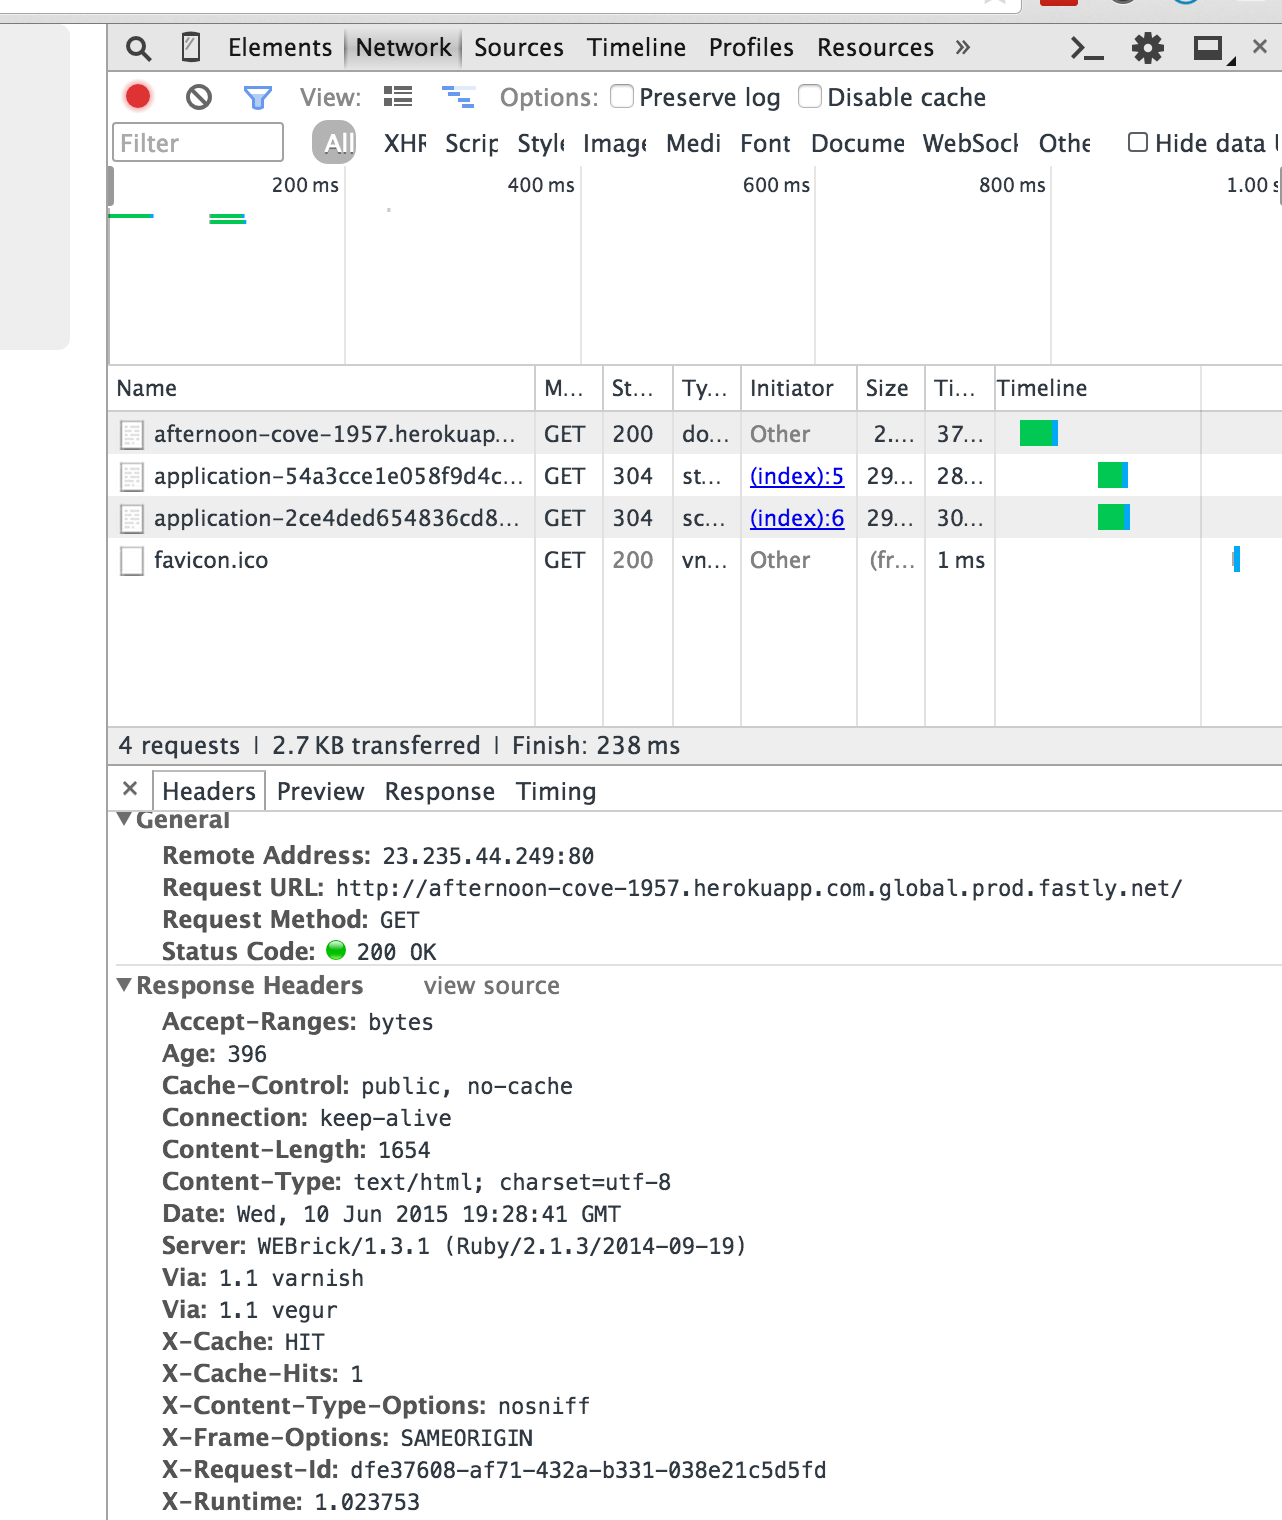 Elements Network Sources Timeline Profiles Resources »
View: Options: Preserve log Disable cache
Filter All XHR Scrip Style Image Medi Font Docume WebSock Othe Hide data
200 ms 400 ms 600 ms 800 ms 1.00 s
Name M... St... Ty... Initiator Size Ti... Timeline
afternoon-cove-1957.herokuap... GET 200 do... Other 2.... 37...
application-54a3cce1e058f9d4c... GET 304 st... (index):5 29... 28...
application-2ce4ded654836cd8... GET 304 sc... (index):6 29... 30...
favicon.ico GET 200 vn... Other (fr... 1 ms
4 requests | 2.7 KB transferred | Finish: 238 ms
× Headers Preview Response Timing
General
Remote Address: 23.235.44.249:80
Request URL: http://afternoon-cove-1957.herokuapp.com.global.prod.fastly.net/
Request Method: GET
Status Code: 200 OK
Response Headers view source
Accept-Ranges: bytes
Age: 396
Cache-Control: public, no-cache
Connection: keep-alive
Content-Length: 1654
Content-Type: text/html; charset=utf-8
Date: Wed, 10 Jun 2015 19:28:41 GMT
Server: WEBrick/1.3.1 (Ruby/2.1.3/2014-09-19)
Via: 1.1 varnish
Via: 1.1 vegur
X-Cache: HIT
X-Cache-Hits: 1
X-Content-Type-Options: nosniff
X-Frame-Options: SAMEORIGIN
X-Request-Id: dfe37608-af71-432a-b331-038e21c5d5fd
X-Runtime: 1.023753